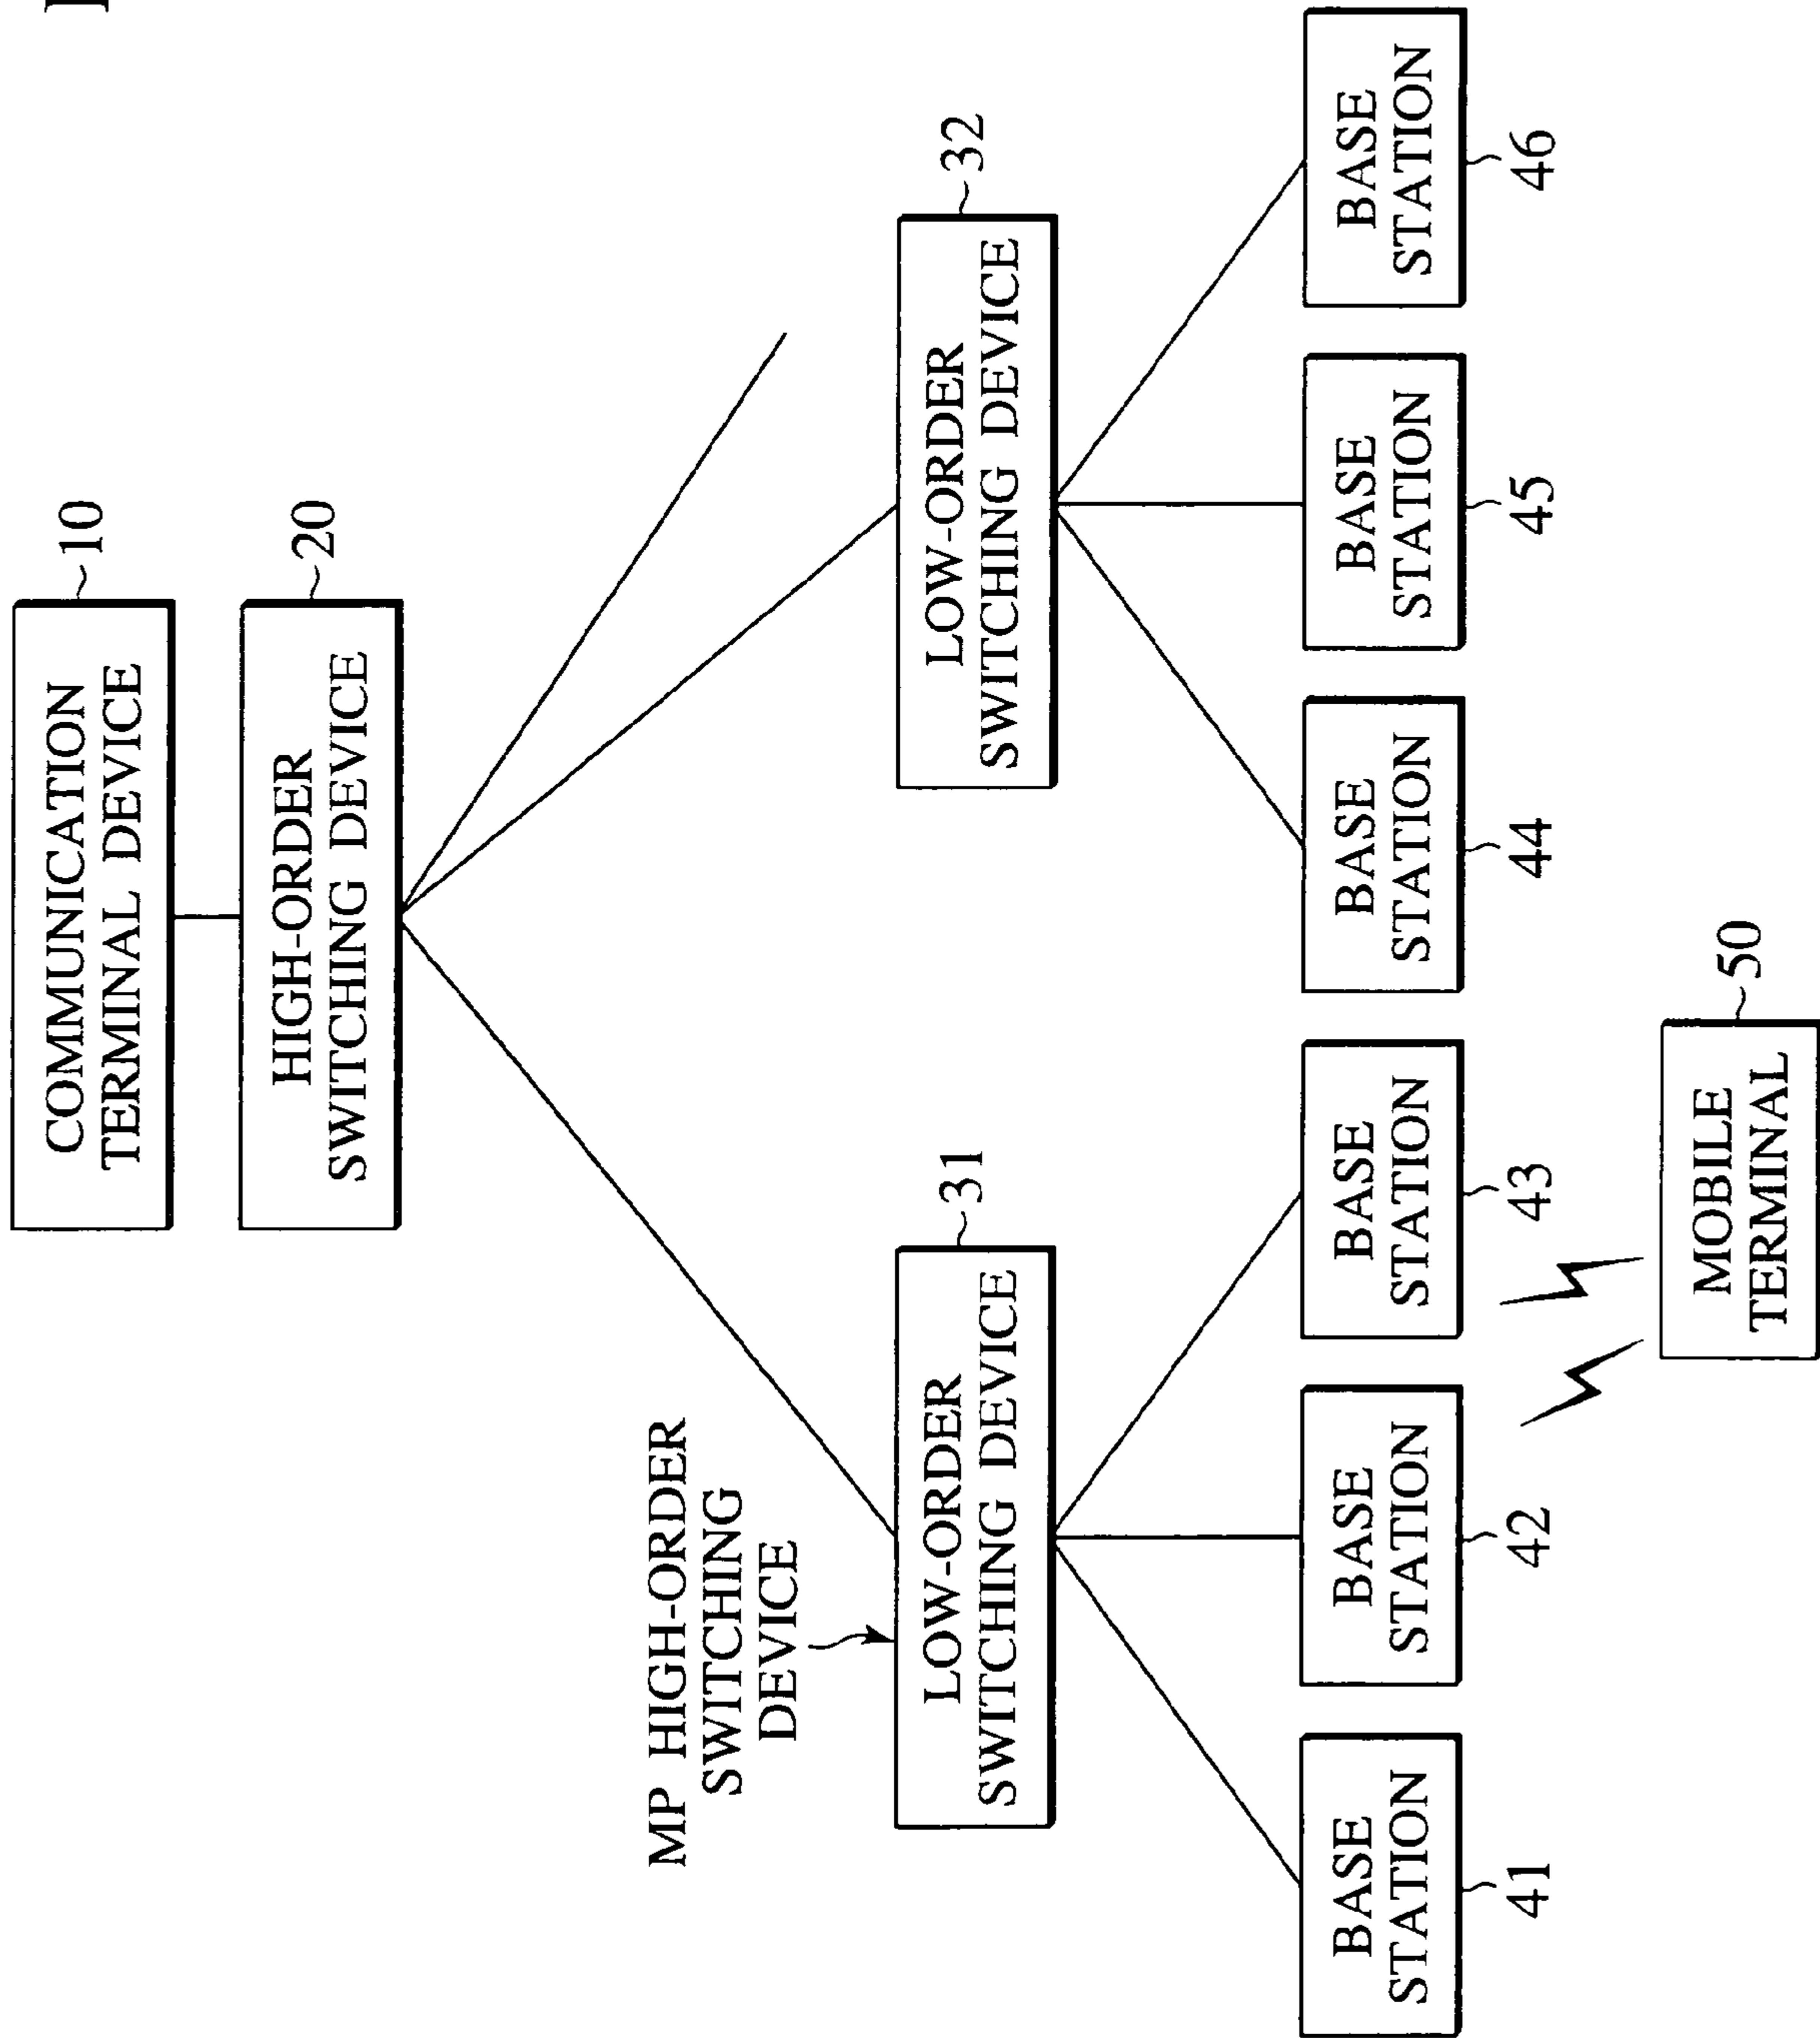 COMMUNICATION
TERMINAL DEVICE
10
HIGH-ORDER
SWITCHING DEVICE
20
MP HIGH-ORDER
SWITCHING
DEVICE
LOW-ORDER
SWITCHING DEVICE
31
LOW-ORDER
SWITCHING DEVICE
32
BASE
STATION
41
BASE
STATION
42
BASE
STATION
43
BASE
STATION
44
BASE
STATION
45
BASE
STATION
46
MOBILE
TERMINAL
50